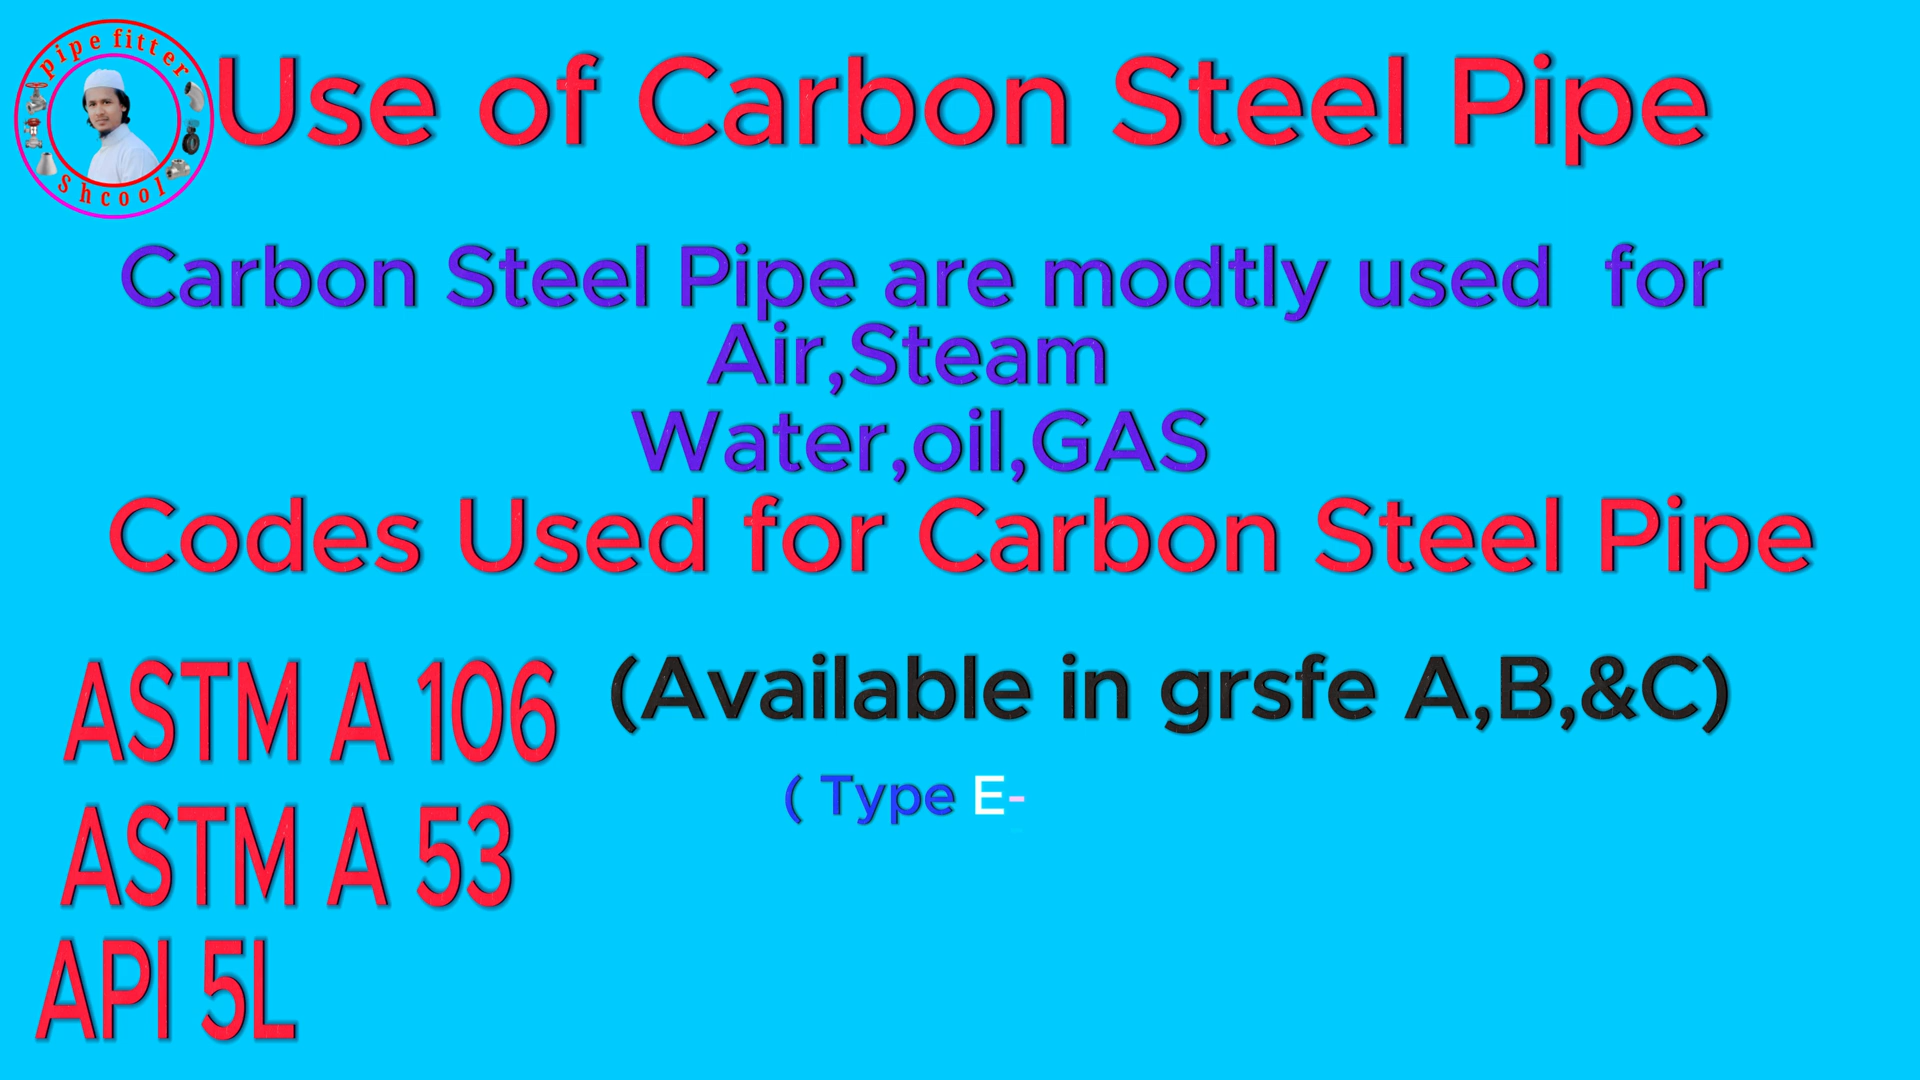 pipe fitter
Shcool
Use of Carbon Steel Pipe
Carbon Steel Pipe are modtly used for
Air,Steam
Water,oil,GAS
Codes Used for Carbon Steel Pipe
ASTM A 106 (Available in grsfe A,B,&C)
( Type E-
ASTM A 53
API 5L